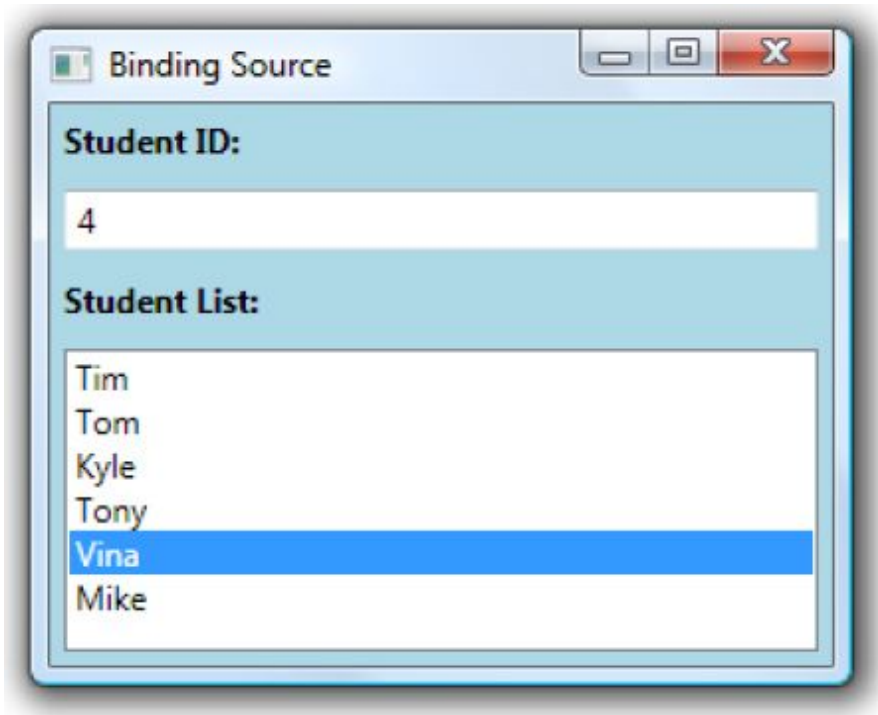 Binding Source
Student ID:
4
Student List:
Tim
Tom
Kyle
Tony
Vina
Mike